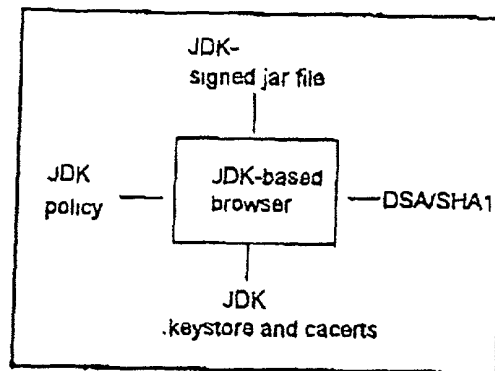 JDK-
signed jar file
JDK
policy
JDK-based
browser
DSA/SHA1
JDK
.keystore and cacerts